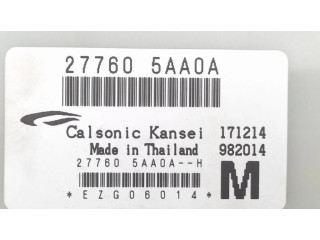 27760 5AA0A
Calsonic Kansei 171214
Made in Thailand 982014
27760 5AA0A--H
M
*EZG06014*